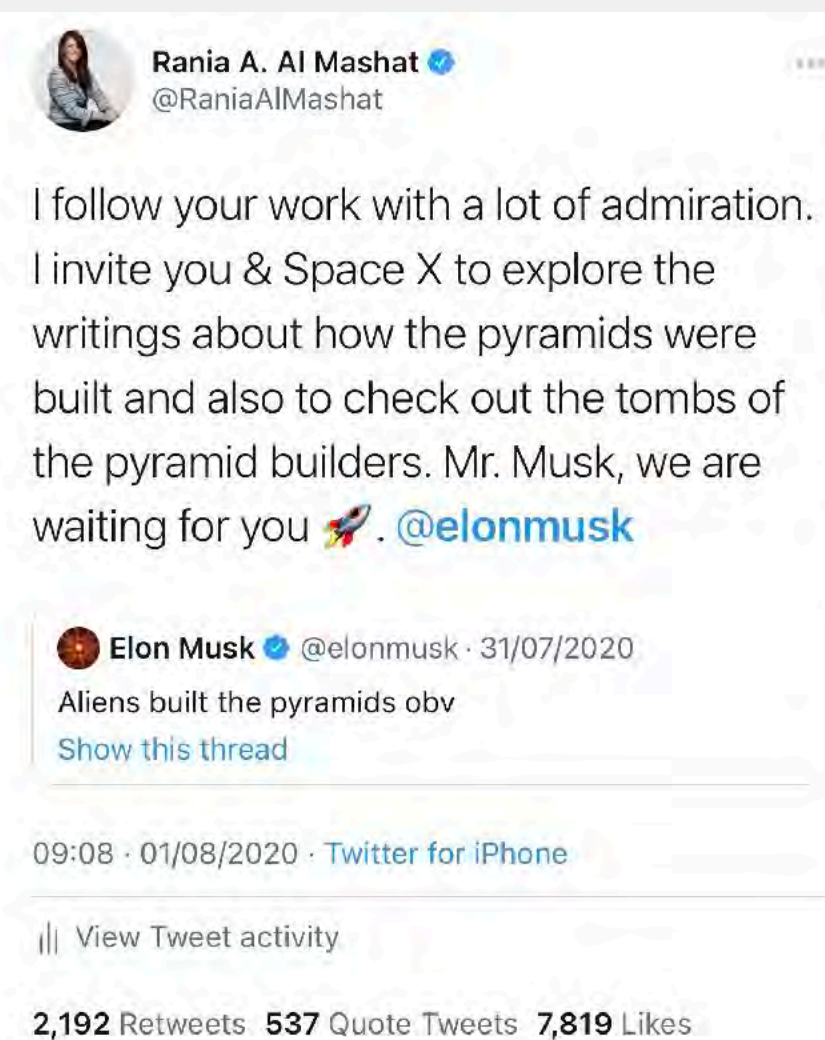 Rania A. Al Mashat
@RaniaAlMashat
I follow your work with a lot of admiration.
I invite you & Space X to explore the
writings about how the pyramids were
built and also to check out the tombs of
the pyramid builders. Mr. Musk, we are
waiting for you 🚀. @elonmusk
Elon Musk @elonmusk · 31/07/2020
Aliens built the pyramids obv
Show this thread
09:08 · 01/08/2020 · Twitter for iPhone
View Tweet activity
2,192 Retweets 537 Quote Tweets 7,819 Likes